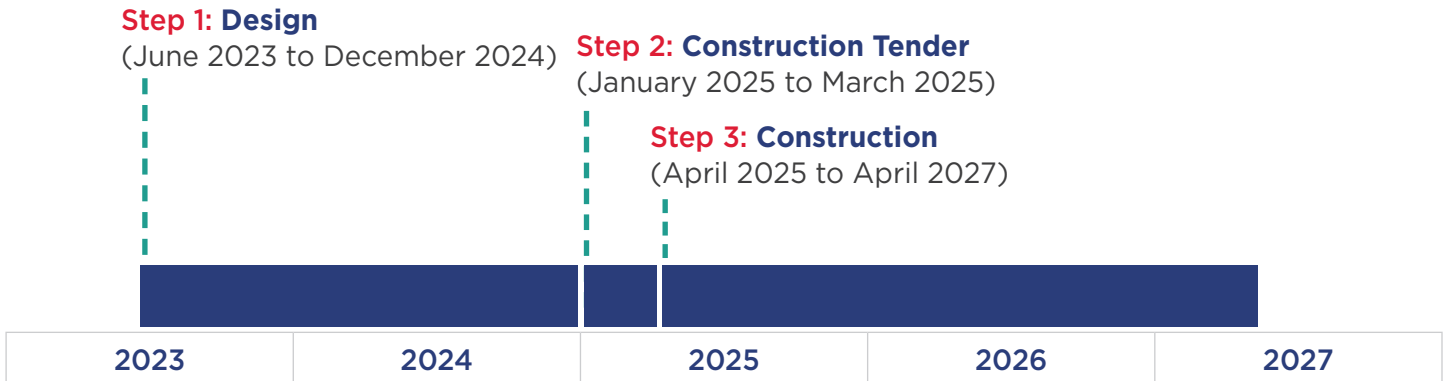 Step 1: Design
(June 2023 to December 2024)
Step 2: Construction Tender
(January 2025 to March 2025)
Step 3: Construction
(April 2025 to April 2027)
2023 2024 2025 2026 2027